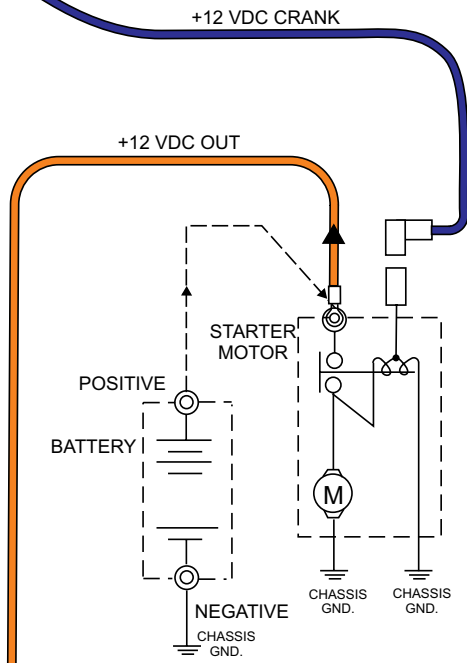 +12 VDC CRANK
+12 VDC OUT
STARTER
MOTOR
POSITIVE
BATTERY
M
NEGATIVE
CHASSIS
GND.
CHASSIS
GND.
CHASSIS
GND.